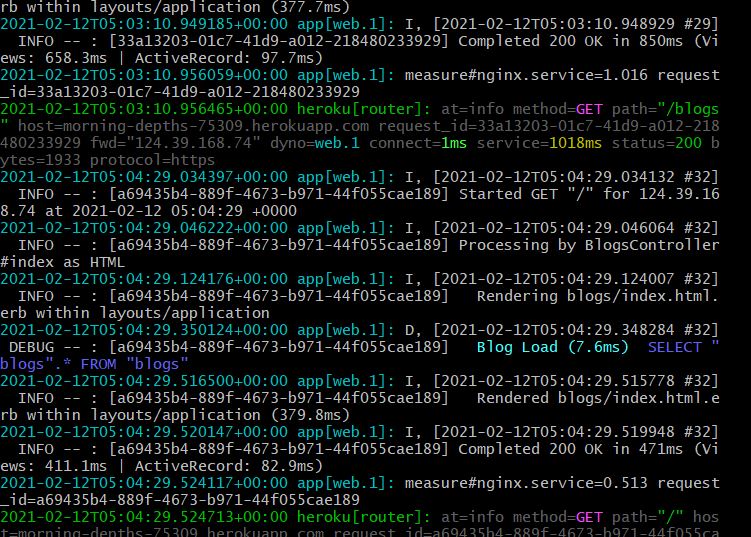 rb within layouts/application (377.7ms)
2021-02-12T05:03:10.949185+00:00 app[web.1]: I, [2021-02-12T05:03:10.948929 #29]
  INFO -- : [33a13203-01c7-41d9-a012-218480233929] Completed 200 OK in 850ms (Vi
ews: 658.3ms | ActiveRecord: 97.7ms)
2021-02-12T05:03:10.956059+00:00 app[web.1]: measure#nginx.service=1.016 request
_id=33a13203-01c7-41d9-a012-218480233929
2021-02-12T05:03:10.956465+00:00 heroku[router]: at=info method=GET path="/blogs
" host=morning-depths-75309.herokuapp.com request_id=33a13203-01c7-41d9-a012-218
480233929 fwd="124.39.168.74" dyno=web.1 connect=1ms service=1018ms status=200 b
ytes=1933 protocol=https
2021-02-12T05:04:29.034397+00:00 app[web.1]: I, [2021-02-12T05:04:29.034132 #32]
  INFO -- : [a69435b4-889f-4673-b971-44f055cae189] Started GET "/" for 124.39.16
8.74 at 2021-02-12 05:04:29 +0000
2021-02-12T05:04:29.046222+00:00 app[web.1]: I, [2021-02-12T05:04:29.046064 #32]
  INFO -- : [a69435b4-889f-4673-b971-44f055cae189] Processing by BlogsController
#index as HTML
2021-02-12T05:04:29.124176+00:00 app[web.1]: I, [2021-02-12T05:04:29.124007 #32]
  INFO -- : [a69435b4-889f-4673-b971-44f055cae189]   Rendering blogs/index.html.
erb within layouts/application
2021-02-12T05:04:29.350124+00:00 app[web.1]: D, [2021-02-12T05:04:29.348284 #32]
 DEBUG -- : [a69435b4-889f-4673-b971-44f055cae189]   Blog Load (7.6ms)  SELECT "
blogs".* FROM "blogs"
2021-02-12T05:04:29.516500+00:00 app[web.1]: I, [2021-02-12T05:04:29.515778 #32]
  INFO -- : [a69435b4-889f-4673-b971-44f055cae189]   Rendered blogs/index.html.e
rb within layouts/application (379.8ms)
2021-02-12T05:04:29.520147+00:00 app[web.1]: I, [2021-02-12T05:04:29.519948 #32]
  INFO -- : [a69435b4-889f-4673-b971-44f055cae189] Completed 200 OK in 471ms (Vi
ews: 411.1ms | ActiveRecord: 82.9ms)
2021-02-12T05:04:29.524117+00:00 app[web.1]: measure#nginx.service=0.513 request
_id=a69435b4-889f-4673-b971-44f055cae189
2021-02-12T05:04:29.524713+00:00 heroku[router]: at=info method=GET path="/" hos
t=morning-depths-75309.herokuapp.com request_id=a69435b4-889f-4673-b971-44f055ca